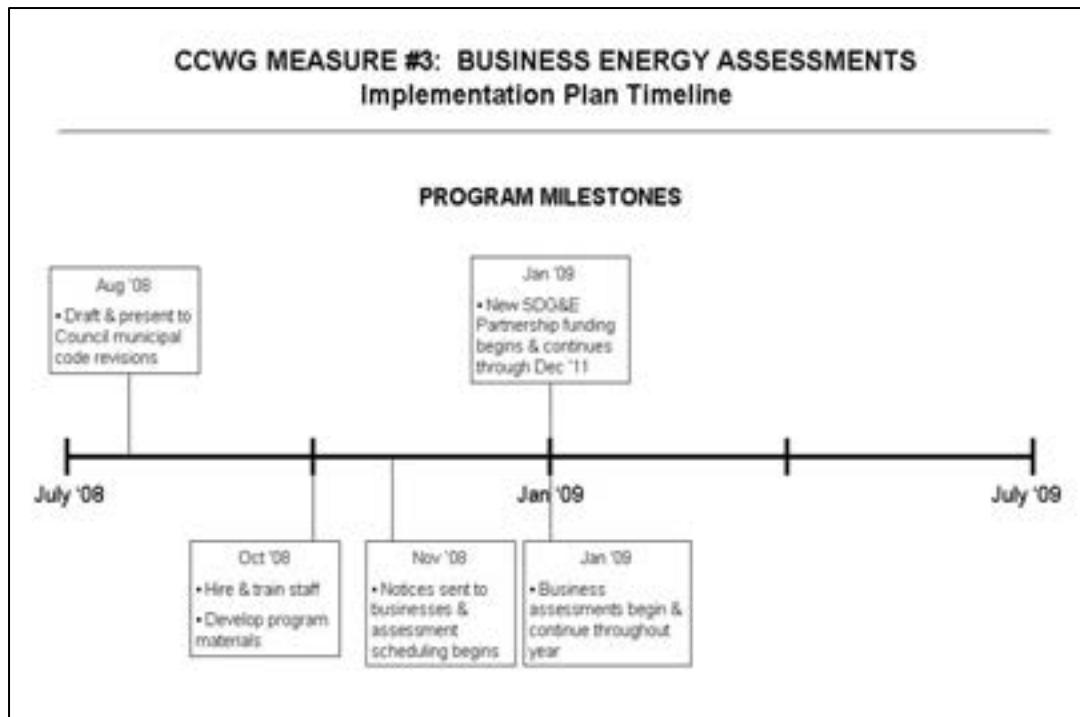 CCWG MEASURE #3: BUSINESS ENERGY ASSESSMENTS
Implementation Plan Timeline
PROGRAM MILESTONES
Aug '08
• Draft & present to
Council municipal
code revisions
Jan '09
• New SDG&E
Partnership funding
begins & continues
through Dec '11
July '08
Jan '09
July '09
Oct '08
• Hire & train staff
• Develop program
materials
Nov '08
• Notices sent to
businesses &
assessment
scheduling begins
Jan '09
• Business
assessments begin &
continue throughout
year